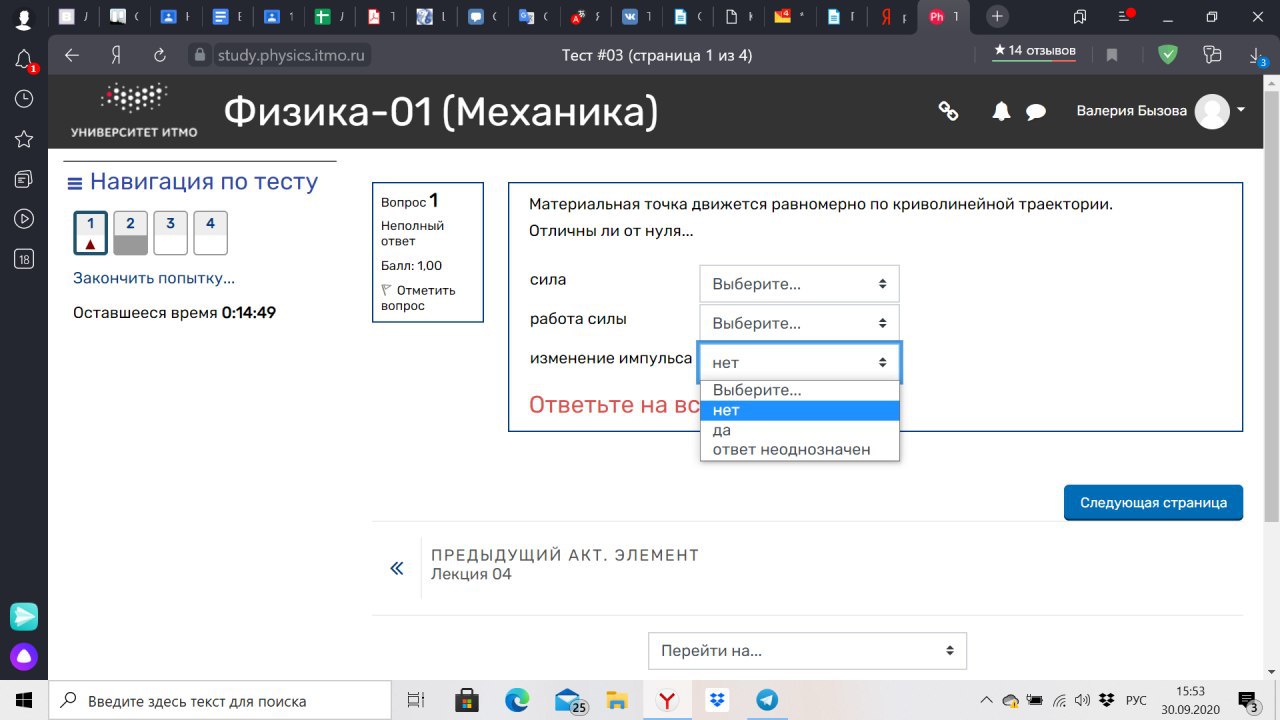 study.physics.itmo.ru
Тест #03 (страница 1 из 4)
★ 14 отзывов
3
1
18
УНИВЕРСИТЕТ ИТМО
Физика-01 (Механика)
Валерия Бызова
Навигация по тесту
1 2 3 4
Закончить попытку...
Оставшееся время 0:14:49
Вопрос 1
Неполный
ответ
Балл: 1,00
Отметить
вопрос
Материальная точка движется равномерно по криволинейной траектории.
Отличны ли от нуля...
сила Выберите...
работа силы Выберите...
изменение импульса нет
Выберите...
нет
да
ответ неоднозначен
Ответьте на вс
Следующая страница
ПРЕДЫДУЩИЙ АКТ. ЭЛЕМЕНТ
Лекция 04
Перейти на...
Введите здесь текст для поиска
25
РУС
15:53
30.09.2020
3